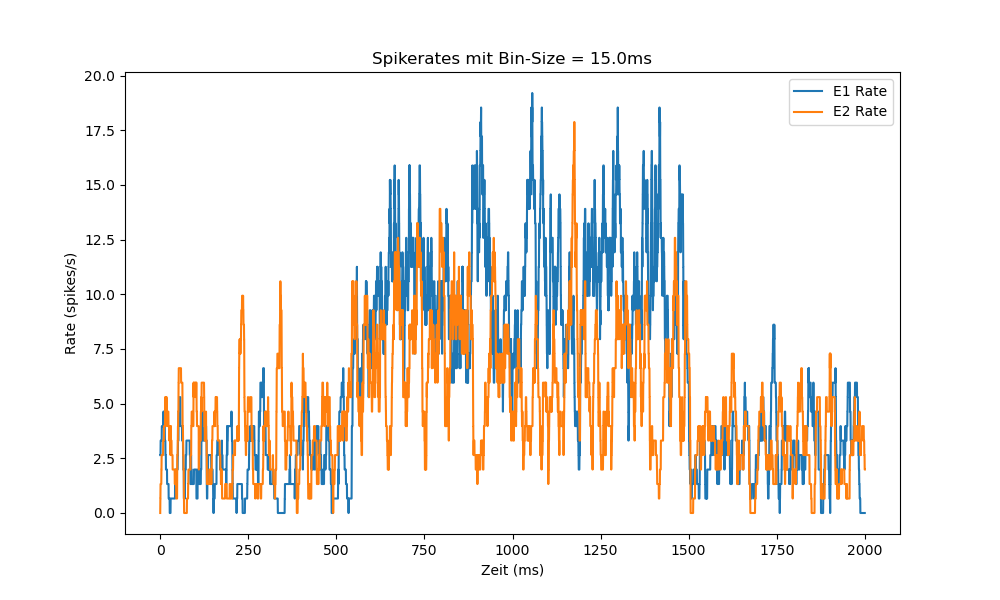 Spikerates mit Bin-Size = 15.0ms
E1 Rate
E2 Rate
20.0
17.5
15.0
12.5
10.0
7.5
5.0
2.5
0.0
Rate (spikes/s)
0 250 500 750 1000 1250 1500 1750 2000
Zeit (ms)